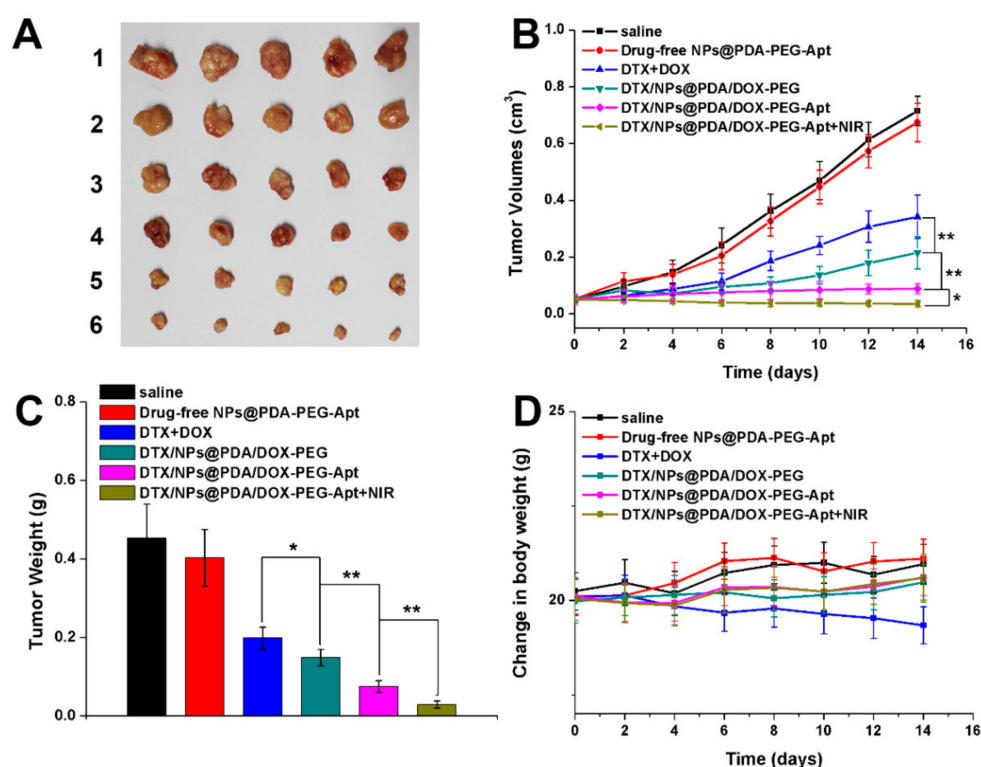 A
1
2
3
4
5
6
B
saline
Drug-free NPs@PDA-PEG-Apt
DTX+DOX
DTX/NPs@PDA/DOX-PEG
DTX/NPs@PDA/DOX-PEG-Apt
DTX/NPs@PDA/DOX-PEG-Apt+NIR
Tumor Volumes (cm³)
1.0
0.8
0.6
0.4
0.2
0.0
**
**
*
0 2 4 6 8 10 12 14 16
Time (days)
C
saline
Drug-free NPs@PDA-PEG-Apt
DTX+DOX
DTX/NPs@PDA/DOX-PEG
DTX/NPs@PDA/DOX-PEG-Apt
DTX/NPs@PDA/DOX-PEG-Apt+NIR
Tumor Weight (g)
0.8
0.6
0.4
0.2
0.0
*
**
**
D
saline
Drug-free NPs@PDA-PEG-Apt
DTX+DOX
DTX/NPs@PDA/DOX-PEG
DTX/NPs@PDA/DOX-PEG-Apt
DTX/NPs@PDA/DOX-PEG-Apt+NIR
Change in body weight (g)
25
20
0 2 4 6 8 10 12 14 16
Time (days)